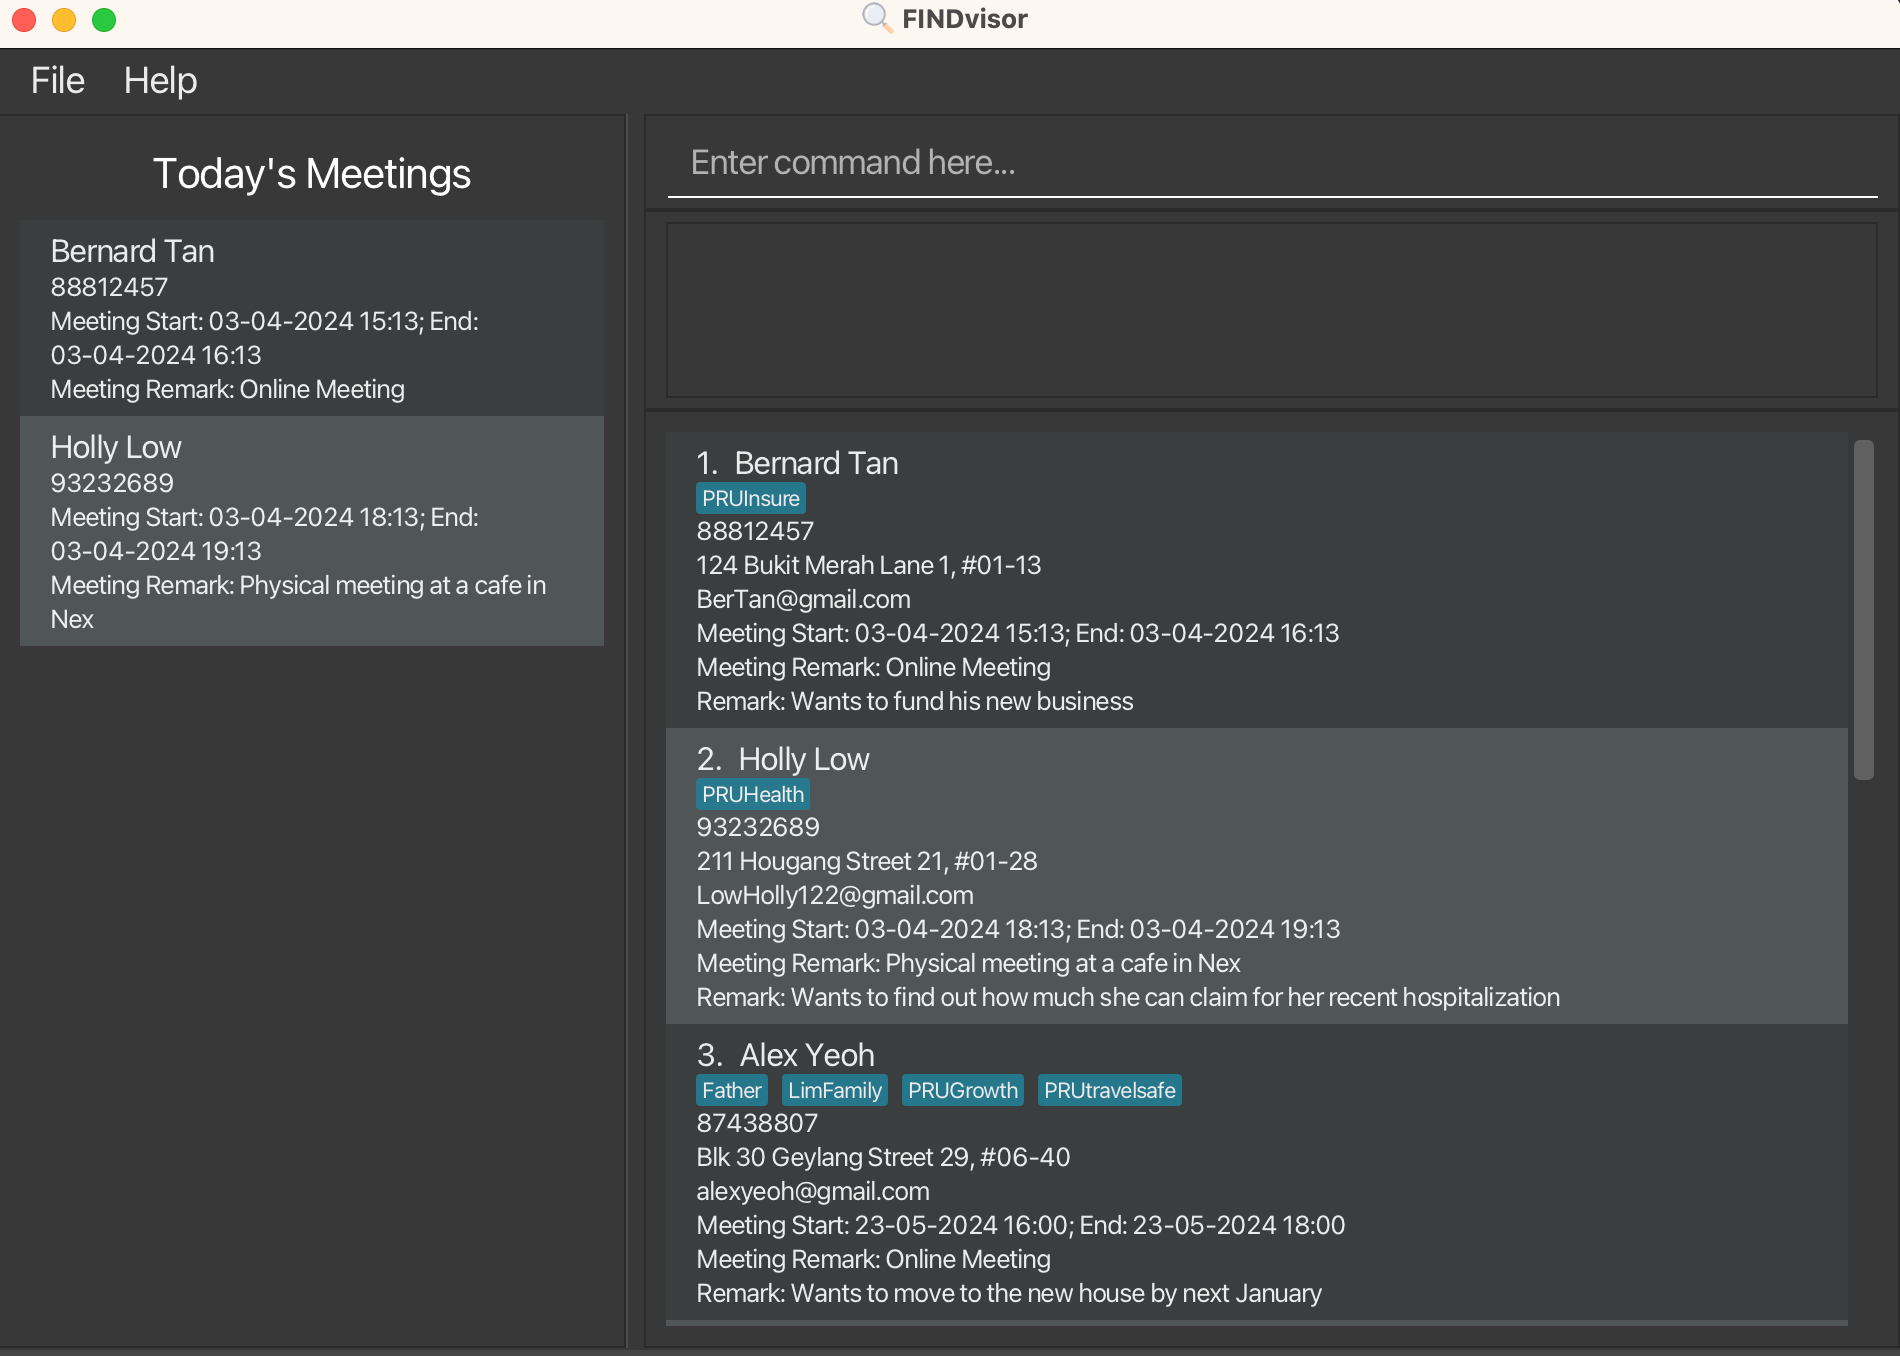 FINDvisor
File Help
Today's Meetings
Bernard Tan
88812457
Meeting Start: 03-04-2024 15:13; End:
03-04-2024 16:13
Meeting Remark: Online Meeting
Holly Low
93232689
Meeting Start: 03-04-2024 18:13; End:
03-04-2024 19:13
Meeting Remark: Physical meeting at a cafe in
Nex
Enter command here...
1. Bernard Tan
PRUInsure
88812457
124 Bukit Merah Lane 1, #01-13
BerTan@gmail.com
Meeting Start: 03-04-2024 15:13; End: 03-04-2024 16:13
Meeting Remark: Online Meeting
Remark: Wants to fund his new business
2. Holly Low
PRUHealth
93232689
211 Hougang Street 21, #01-28
LowHolly122@gmail.com
Meeting Start: 03-04-2024 18:13; End: 03-04-2024 19:13
Meeting Remark: Physical meeting at a cafe in Nex
Remark: Wants to find out how much she can claim for her recent hospitalization
3. Alex Yeoh
Father LimFamily PRUGrowth PRUtravelsafe
87438807
Blk 30 Geylang Street 29, #06-40
alexyeoh@gmail.com
Meeting Start: 23-05-2024 16:00; End: 23-05-2024 18:00
Meeting Remark: Online Meeting
Remark: Wants to move to the new house by next January